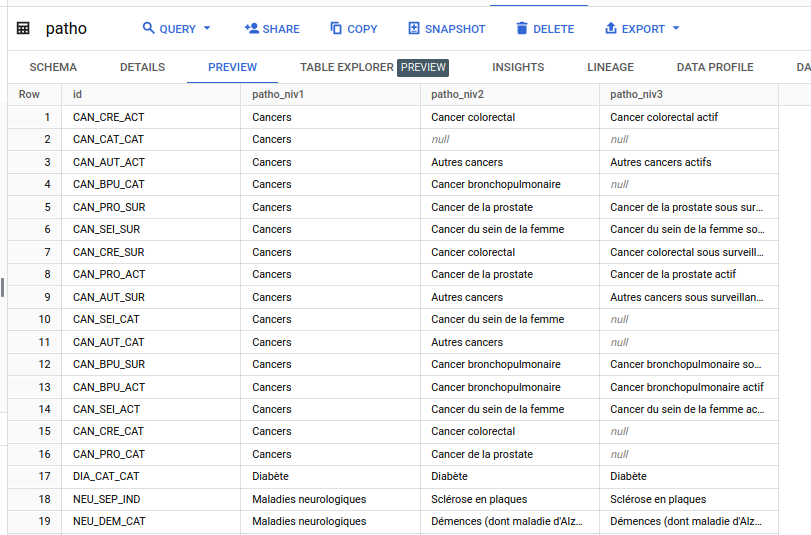 patho QUERY SHARE COPY SNAPSHOT DELETE EXPORT
SCHEMA DETAILS PREVIEW TABLE EXPLORER PREVIEW INSIGHTS LINEAGE DATA PROFILE DA
Row id patho_niv1 patho_niv2 patho_niv3
1 CAN_CRE_ACT Cancers Cancer colorectal Cancer colorectal actif
2 CAN_CAT_CAT Cancers null null
3 CAN_AUT_ACT Cancers Autres cancers Autres cancers actifs
4 CAN_BPU_CAT Cancers Cancer bronchopulmonaire null
5 CAN_PRO_SUR Cancers Cancer de la prostate Cancer de la prostate sous sur...
6 CAN_SEI_SUR Cancers Cancer du sein de la femme Cancer du sein de la femme so...
7 CAN_CRE_SUR Cancers Cancer colorectal Cancer colorectal sous surveill...
8 CAN_PRO_ACT Cancers Cancer de la prostate Cancer de la prostate actif
9 CAN_AUT_SUR Cancers Autres cancers Autres cancers sous surveillan...
10 CAN_SEI_CAT Cancers Cancer du sein de la femme null
11 CAN_AUT_CAT Cancers Autres cancers null
12 CAN_BPU_SUR Cancers Cancer bronchopulmonaire Cancer bronchopulmonaire so...
13 CAN_BPU_ACT Cancers Cancer bronchopulmonaire Cancer bronchopulmonaire actif
14 CAN_SEI_ACT Cancers Cancer du sein de la femme Cancer du sein de la femme ac...
15 CAN_CRE_CAT Cancers Cancer colorectal null
16 CAN_PRO_CAT Cancers Cancer de la prostate null
17 DIA_CAT_CAT Diabète Diabète Diabète
18 NEU_SEP_IND Maladies neurologiques Sclérose en plaques Sclérose en plaques
19 NEU_DEM_CAT Maladies neurologiques Démences (dont maladie d'Alz... Démences (dont maladie d'Alz...